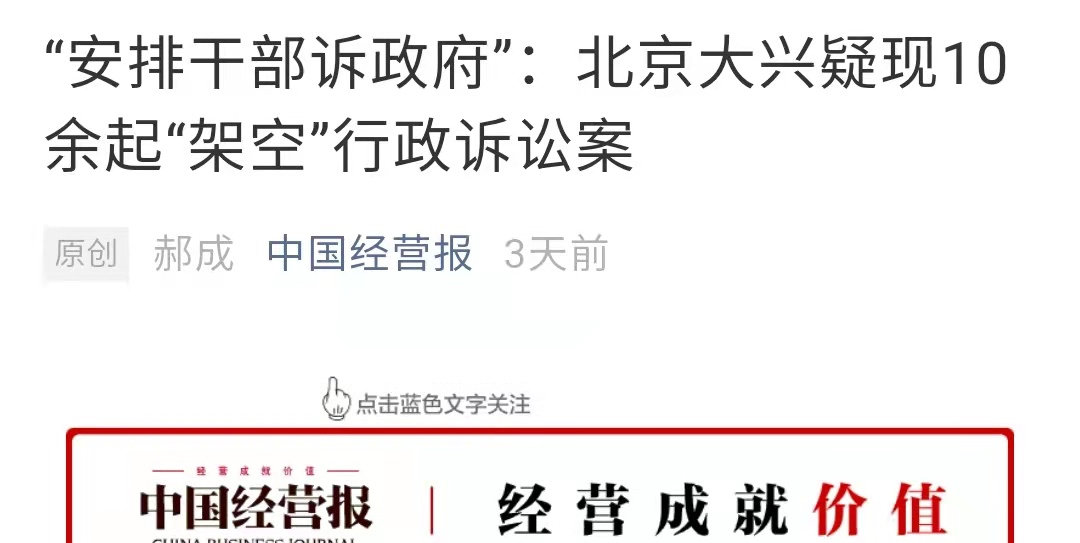 “安排干部诉政府”：北京大兴疑现10
余起“架空”行政诉讼案
原创 郝成 中国经营报 3天前
点击蓝色文字关注
经营成就价值
中国经营报 经营成就价值
CHINA BUSINESS JOURNAL